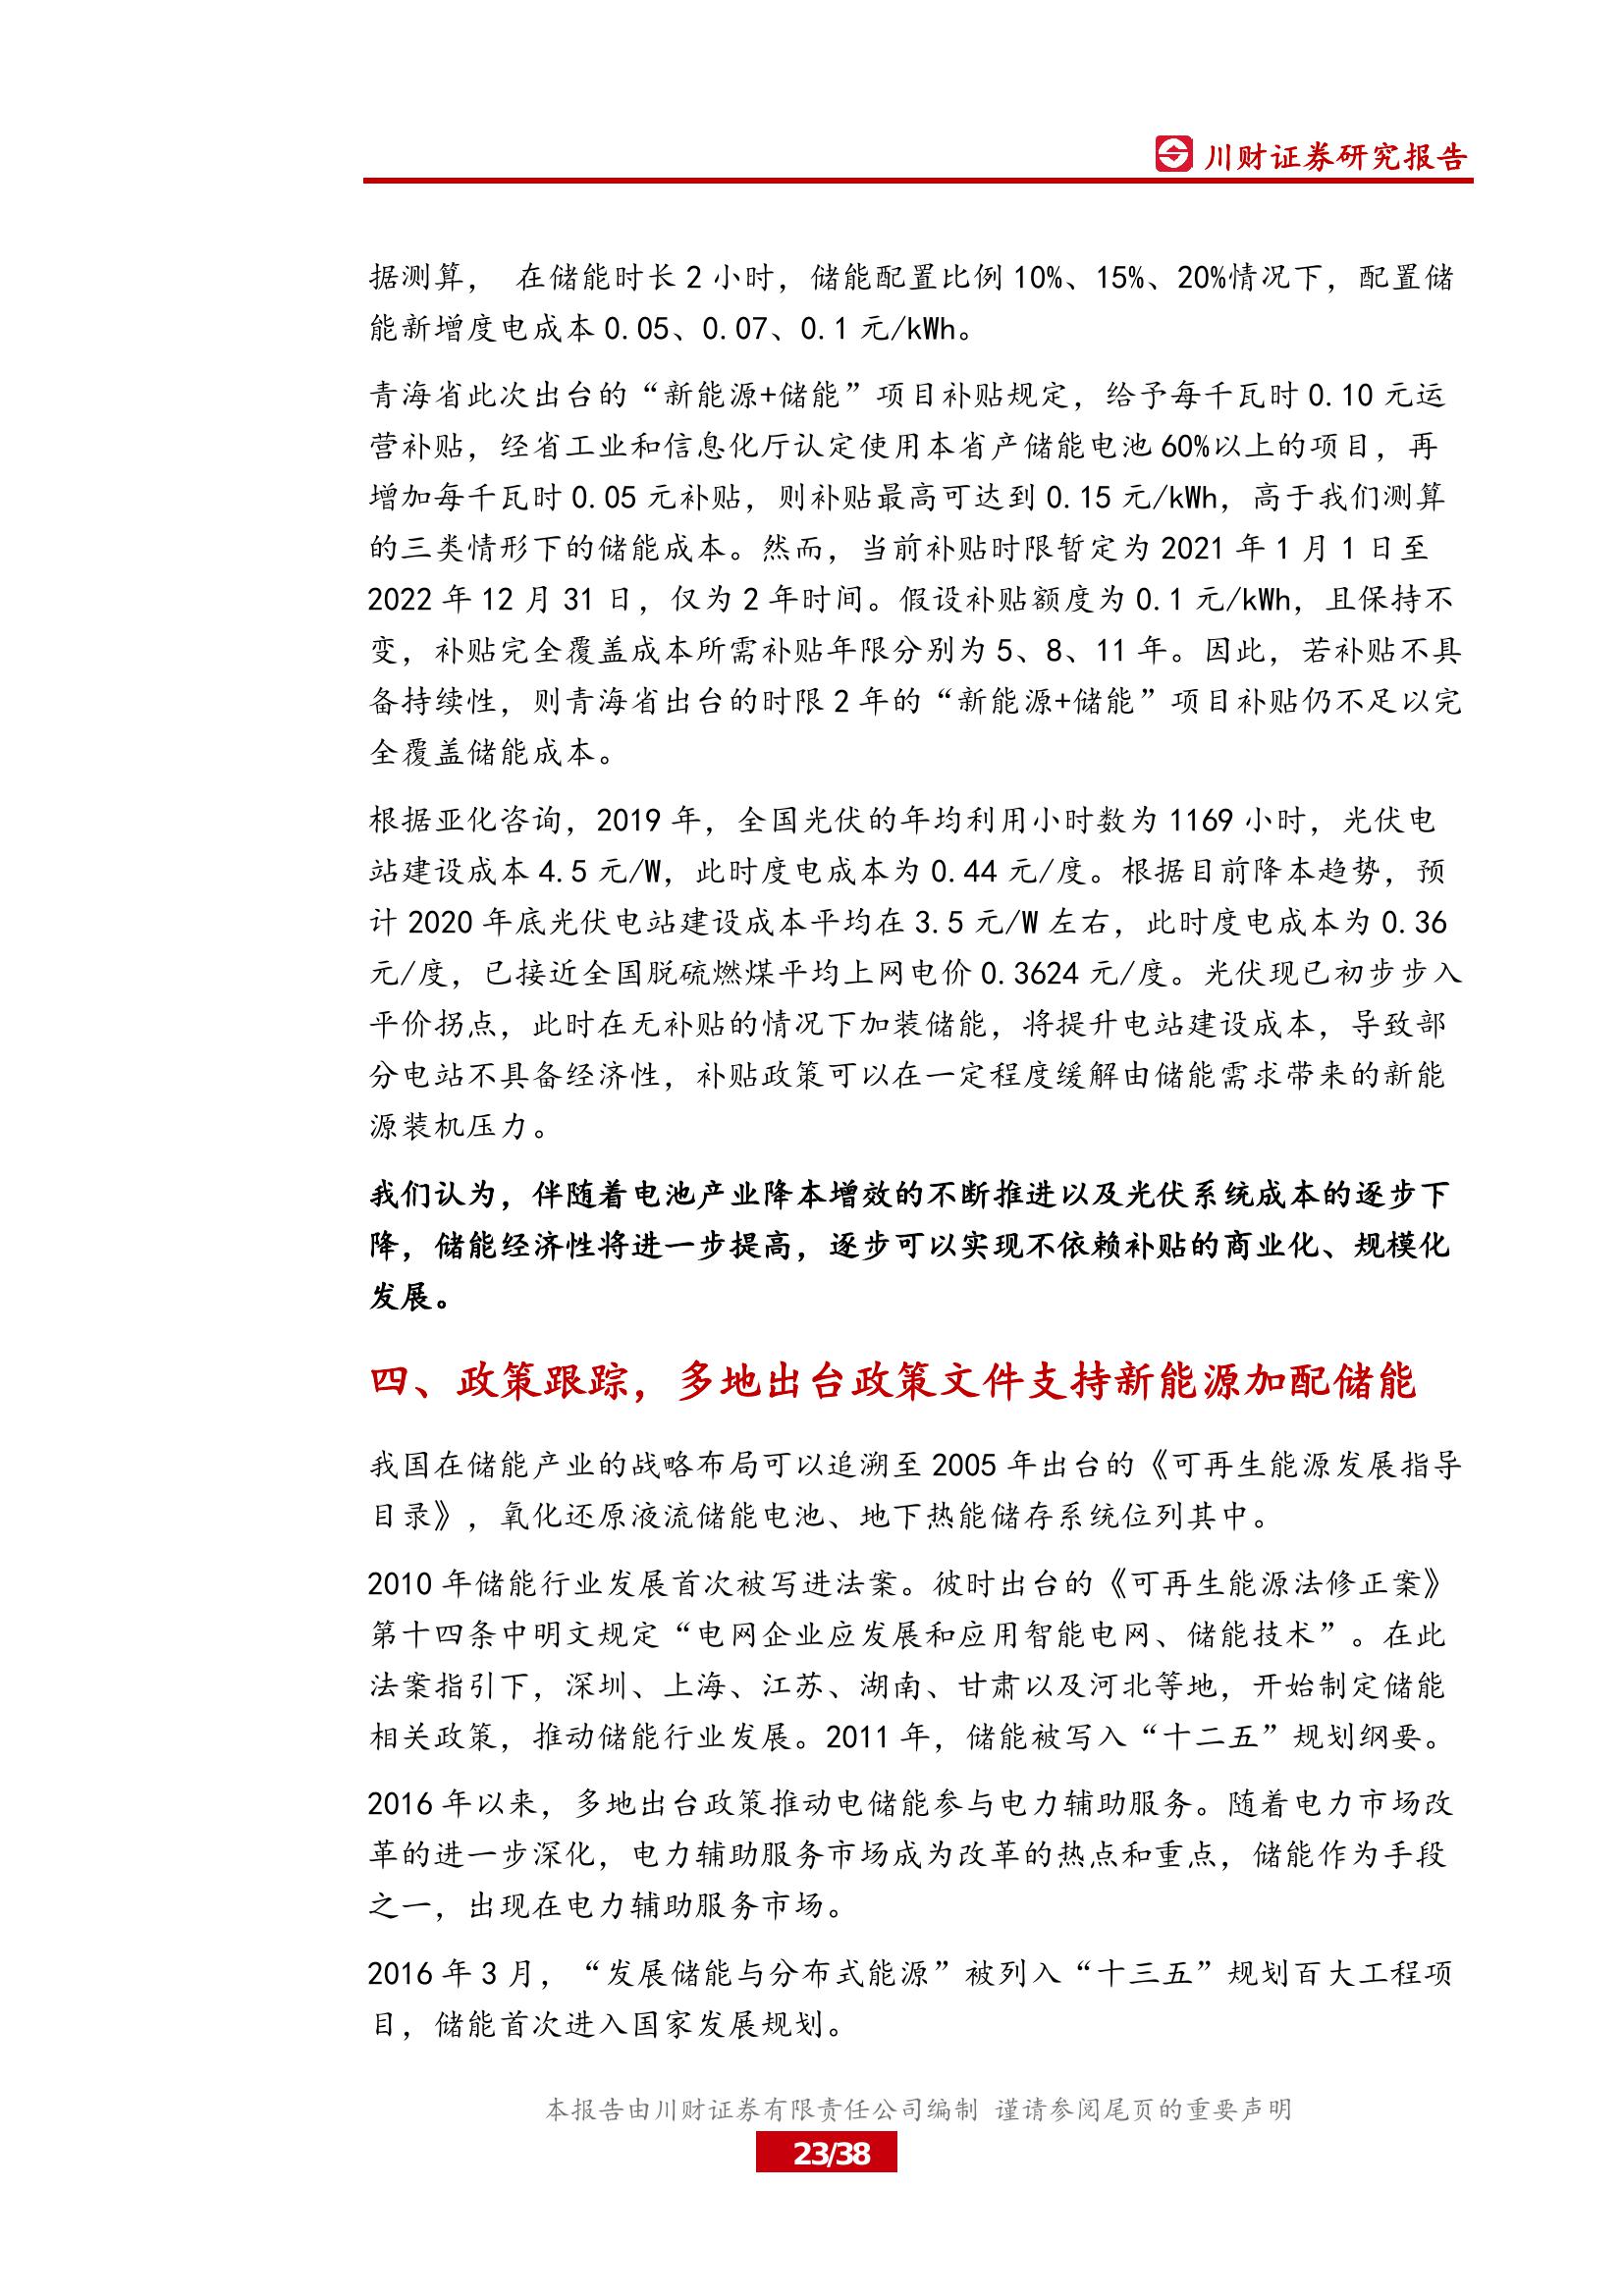 川财证券研究报告
据测算， 在储能时长 2 小时，储能配置比例 10%、15%、20%情况下，配置储
能新增度电成本 0.05、0.07、0.1 元/kWh。
青海省此次出台的“新能源+储能”项目补贴规定，给予每千瓦时 0.10 元运
营补贴，经省工业和信息化厅认定使用本省产储能电池 60%以上的项目，再
增加每千瓦时 0.05 元补贴，则补贴最高可达到 0.15 元/kWh，高于我们测算
的三类情形下的储能成本。然而，当前补贴时限暂定为 2021 年 1 月 1 日至
2022 年 12 月 31 日，仅为 2 年时间。假设补贴额度为 0.1 元/kWh，且保持不
变，补贴完全覆盖成本所需补贴年限分别为 5、8、11 年。因此，若补贴不具
备持续性，则青海省出台的时限 2 年的“新能源+储能”项目补贴仍不足以完
全覆盖储能成本。
根据亚化咨询，2019 年，全国光伏的年均利用小时数为 1169 小时，光伏电
站建设成本 4.5 元/W，此时度电成本为 0.44 元/度。根据目前降本趋势，预
计 2020 年底光伏电站建设成本平均在 3.5 元/W 左右，此时度电成本为 0.36
元/度，已接近全国脱硫燃煤平均上网电价 0.3624 元/度。光伏现已初步步入
平价拐点，此时在无补贴的情况下加装储能，将提升电站建设成本，导致部
分电站不具备经济性，补贴政策可以在一定程度缓解由储能需求带来的新能
源装机压力。
我们认为，伴随着电池产业降本增效的不断推进以及光伏系统成本的逐步下
降，储能经济性将进一步提高，逐步可以实现不依赖补贴的商业化、规模化
发展。
四、政策跟踪，多地出台政策文件支持新能源加配储能
我国在储能产业的战略布局可以追溯至 2005 年出台的《可再生能源发展指导
目录》，氧化还原液流储能电池、地下热能储存系统位列其中。
2010 年储能行业发展首次被写进法案。彼时出台的《可再生能源法修正案》
第十四条中明文规定“电网企业应发展和应用智能电网、储能技术”。在此
法案指引下，深圳、上海、江苏、湖南、甘肃以及河北等地，开始制定储能
相关政策，推动储能行业发展。2011 年，储能被写入“十二五”规划纲要。
2016 年以来，多地出台政策推动电储能参与电力辅助服务。随着电力市场改
革的进一步深化，电力辅助服务市场成为改革的热点和重点，储能作为手段
之一，出现在电力辅助服务市场。
2016 年 3 月，“发展储能与分布式能源”被列入“十三五”规划百大工程项
目，储能首次进入国家发展规划。
本报告由川财证券有限责任公司编制 谨请参阅尾页的重要声明
23/38